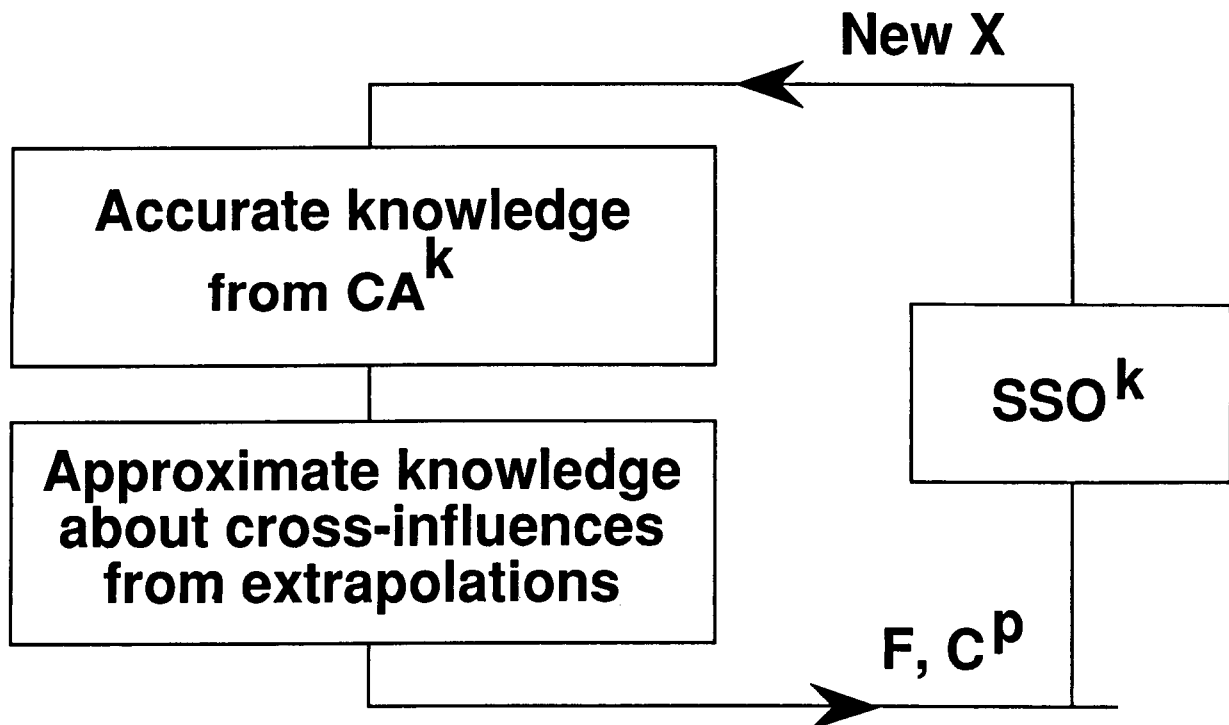 New X
Accurate knowledge
from CA^k
Approximate knowledge
about cross-influences
from extrapolations
SSO^k
F, C^p